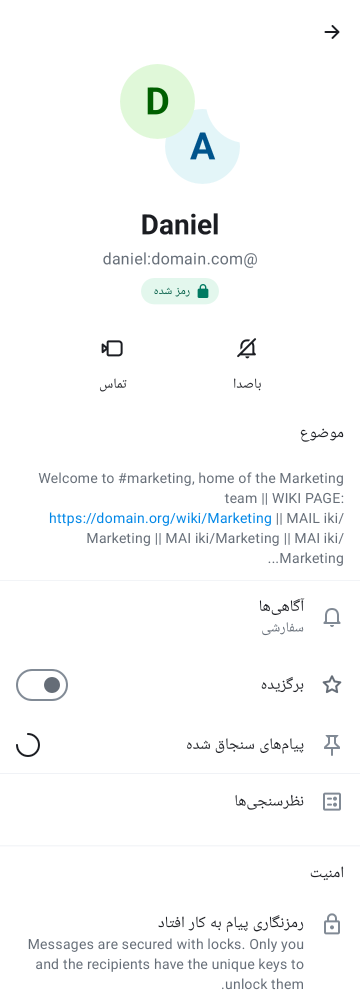 D
A
Daniel
daniel:domain.com@
رمز شده
باصدا
تماس
موضوع
Welcome to #marketing, home of the Marketing
team || WIKI PAGE:
https://domain.org/wiki/Marketing || MAIL iki/
Marketing || MAI iki/Marketing || MAI iki/
...Marketing
آگاهی‌ها
سفارشی
برگزیده
پیام‌های سنجاق شده
نظرسنجی‌ها
امنیت
رمزنگاری پیام به کار افتاد
Messages are secured with locks. Only you
and the recipients have the unique keys to
.unlock them